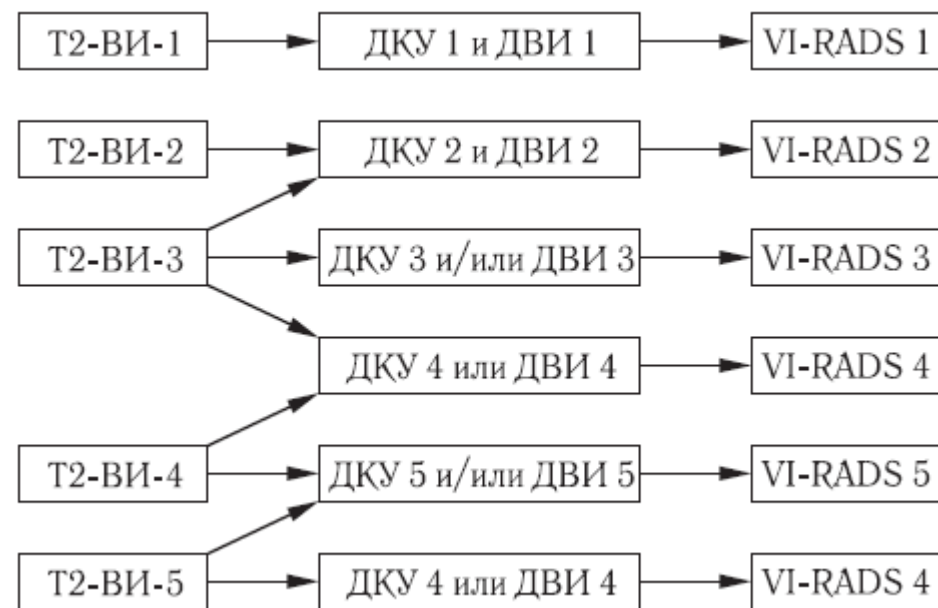 Т2-ВИ-1 ДКУ 1 и ДВИ 1 VI-RADS 1
Т2-ВИ-2 ДКУ 2 и ДВИ 2 VI-RADS 2
Т2-ВИ-3 ДКУ 3 и/или ДВИ 3 VI-RADS 3
ДКУ 4 или ДВИ 4 VI-RADS 4
Т2-ВИ-4 ДКУ 5 и/или ДВИ 5 VI-RADS 5
Т2-ВИ-5 ДКУ 4 или ДВИ 4 VI-RADS 4